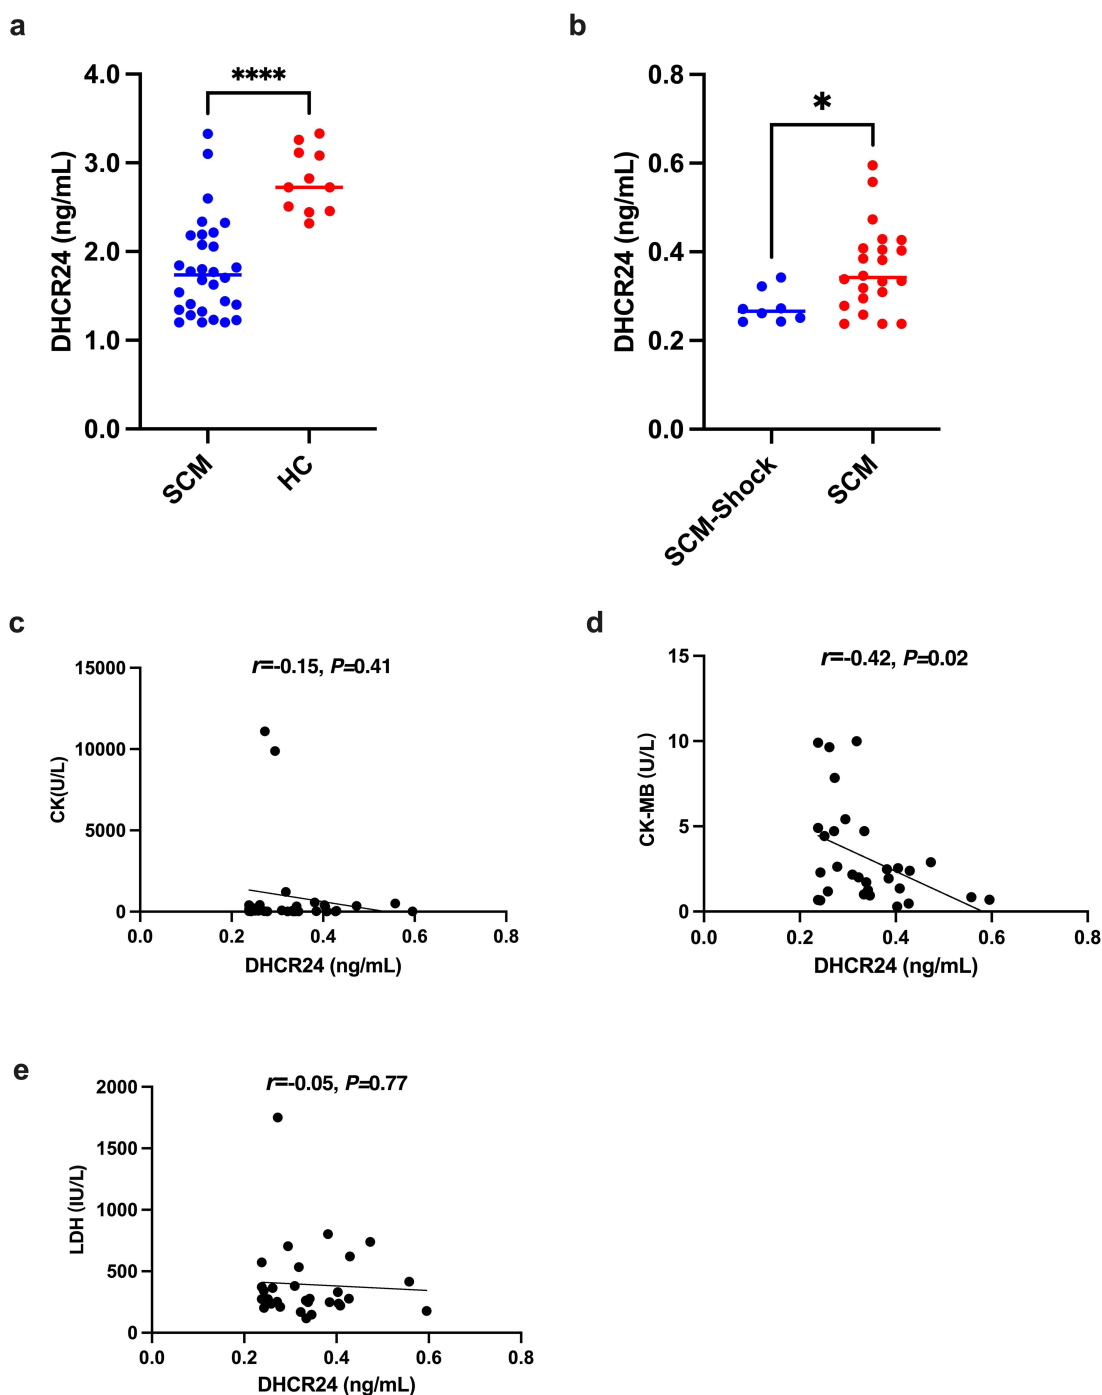 a
****
4.0
3.0
2.0
1.0
0.0
DHCR24 (ng/mL)
SCM
HC
b
*
0.8
0.6
0.4
0.2
0.0
DHCR24 (ng/mL)
SCM-Shock
SCM
c
r=-0.15, P=0.41
15000
10000
5000
0
CK(U/L)
0.0 0.2 0.4 0.6 0.8
DHCR24 (ng/mL)
d
r=-0.42, P=0.02
15
10
5
0
CK-MB (U/L)
0.0 0.2 0.4 0.6 0.8
DHCR24 (ng/mL)
e
r=-0.05, P=0.77
2000
1500
1000
500
0
LDH (IU/L)
0.0 0.2 0.4 0.6 0.8
DHCR24 (ng/mL)